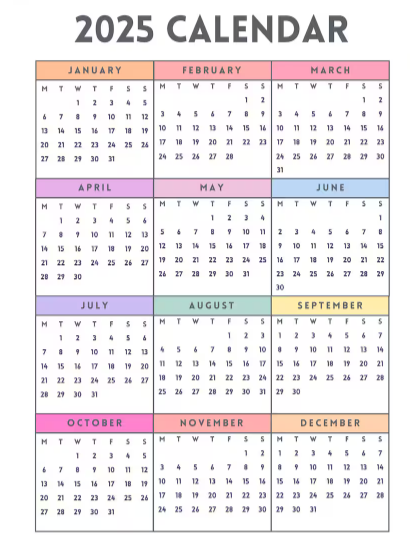 2025 CALENDAR
JANUARY FEBRUARY MARCH
M T W T F S S M T W T F S S M T W T F S S
1 2 3 4 5 1 2 1 2
6 7 8 9 10 11 12 3 4 5 6 7 8 9 3 4 5 6 7 8 9
13 14 15 16 17 18 19 10 11 12 13 14 15 16 10 11 12 13 14 15 16
20 21 22 23 24 25 26 17 18 19 20 21 22 23 17 18 19 20 21 22 23
27 28 29 30 31 24 25 26 27 28 24 25 26 27 28 29 30
31
APRIL MAY JUNE
M T W T F S S M T W T F S S M T W T F S S
1 2 3 4 5 6 1 2 3 4 1
7 8 9 10 11 12 13 5 6 7 8 9 10 11 2 3 4 5 6 7 8
14 15 16 17 18 19 20 12 13 14 15 16 17 18 9 10 11 12 13 14 15
21 22 23 24 25 26 27 19 20 21 22 23 24 25 16 17 18 19 20 21 22
28 29 30 26 27 28 29 30 31 23 24 25 26 27 28 29
30
JULY AUGUST SEPTEMBER
M T W T F S S M T W T F S S M T W T F S S
1 2 3 4 5 6 1 2 3 1 2 3 4 5 6 7
7 8 9 10 11 12 13 4 5 6 7 8 9 10 8 9 10 11 12 13 14
14 15 16 17 18 19 20 11 12 13 14 15 16 17 15 16 17 18 19 20 21
21 22 23 24 25 26 27 18 19 20 21 22 23 24 22 23 24 25 26 27 28
28 29 30 31 25 26 27 28 29 30 31 29 30
OCTOBER NOVEMBER DECEMBER
M T W T F S S M T W T F S S M T W T F S S
1 2 3 4 5 1 2 1 2 3 4 5 6 7
6 7 8 9 10 11 12 3 4 5 6 7 8 9 8 9 10 11 12 13 14
13 14 15 16 17 18 19 10 11 12 13 14 15 16 15 16 17 18 19 20 21
20 21 22 23 24 25 26 17 18 19 20 21 22 23 22 23 24 25 26 27 28
27 28 29 30 31 24 25 26 27 28 29 30 29 30 31